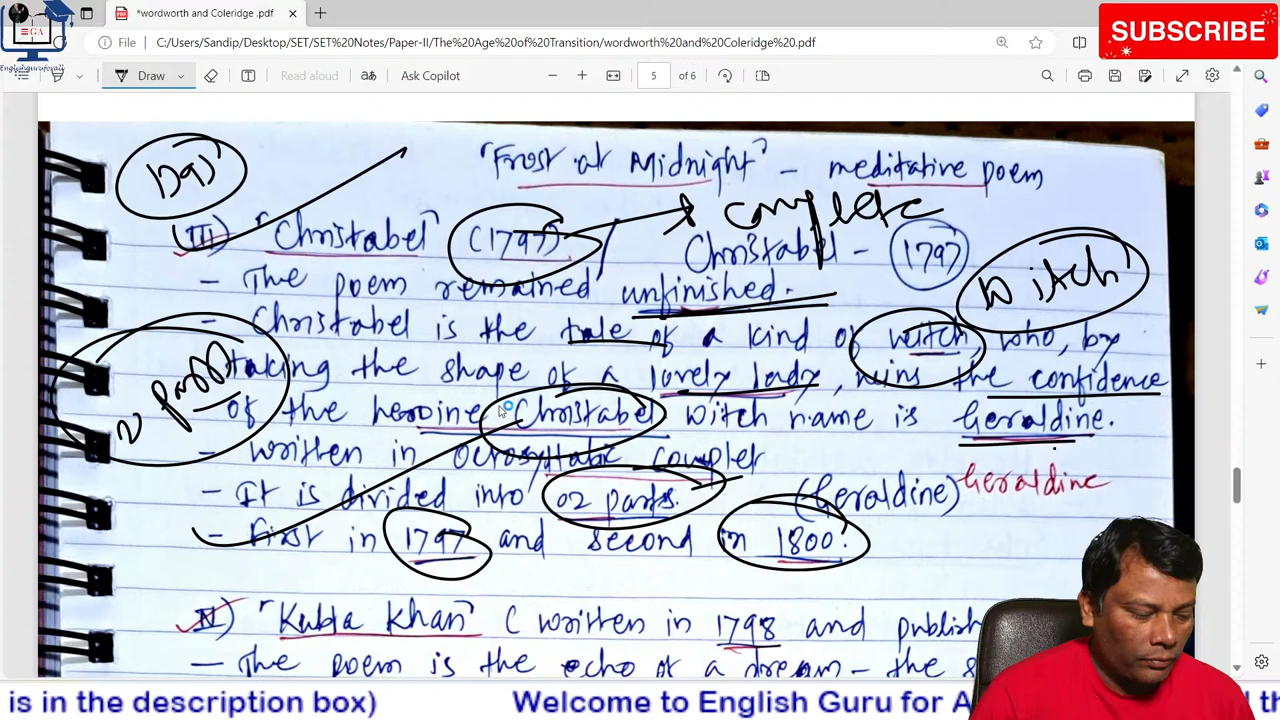 *wordworth and Coleridge .pdf
SUBSCRIBE
EGA
Englishguruforall
File
C:/Users/Sandip/Desktop/SET/SET%20Notes/Paper-II/The%20Age%20of%20Transition/wordworth%20and%20Coleridge%20.pdf
Draw
Read aloud
Ask Copilot
5
of 6
"Frost at Midnight" - meditative poem
1797
complete
III) "Christabel" (1797)
Christabel - 1797
witch
- The poem remained unfinished.
- Christabel is the tale of a kind of witch, who, by
2 parts
taking the shape of a lovely lady, wins the confidence
of the heroine Christabel witch name is Geraldine.
- written in octosyllabic couplet
- It is divided into 02 parts. (Geraldine) Geraldine
- First in 1797 and second in 1800.
IV) "Kubla Khan" ( written in 1798 and publish
- The poem is the echo of a dream - the s
is in the description box)
Welcome to English Guru for A
d th